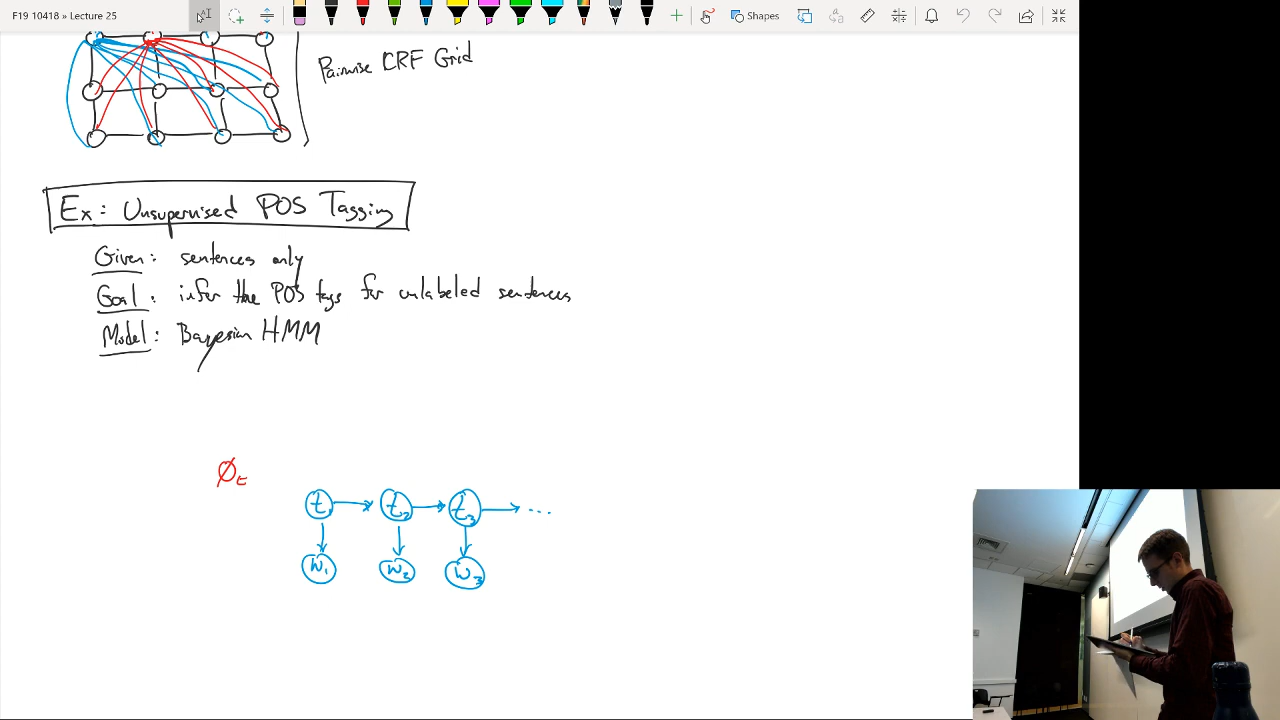 F19 10418 » Lecture 25
Shapes
Pairwise CRF Grid
Ex: Unsupervised POS Tagging
Given: sentences only
Goal: infer the POS tags for unlabeled sentences
Model: Bayesian HMM
∅t
t1 t2 t3 ...
w1 w2 w3